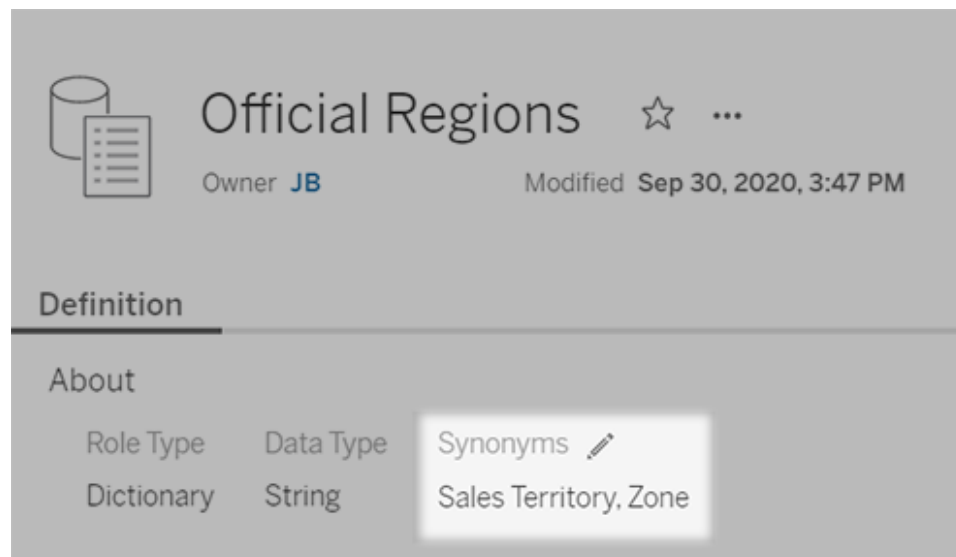 Official Regions ...
Owner JB Modified Sep 30, 2020, 3:47 PM
Definition
About
Role Type Data Type Synonyms
Dictionary String Sales Territory, Zone